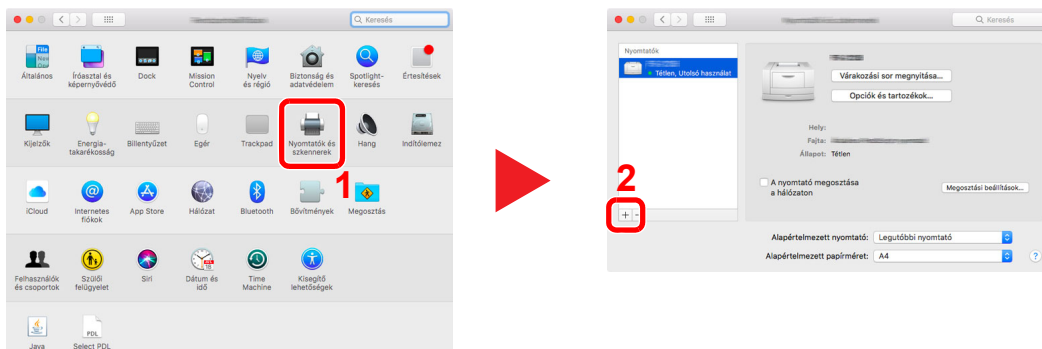 Keresés
Általános
Íróasztal és
képernyővédő
Dock
Mission
Control
Nyelv
és régió
Biztonság és
adatvédelem
Spotlight-
keresés
Értesítések
Kijelzők
Energia-
takarékosság
Billentyűzet
Egér
Trackpad
Nyomtatók és
szkennerek
Hang
Indítólemez
1
iCloud
Internetes
fiókok
App Store
Hálózat
Bluetooth
Bővítmények
Megosztás
Felhasználók
és csoportok
Szülői
felügyelet
Siri
Dátum és
idő
Time
Machine
Kisegítő
lehetőségek
Java
PDL
Select PDL
Keresés
Nyomtatók
Tétlen, Utolsó használat
Várakozási sor megnyitása...
Opciók és tartozékok...
Hely:
Fajta:
Állapot: Tétlen
2
A nyomtató megosztása
a hálózaton
Megosztási beállítások...
+ -
Alapértelmezett nyomtató: Legutóbbi nyomtató
Alapértelmezett papírméret: A4
?